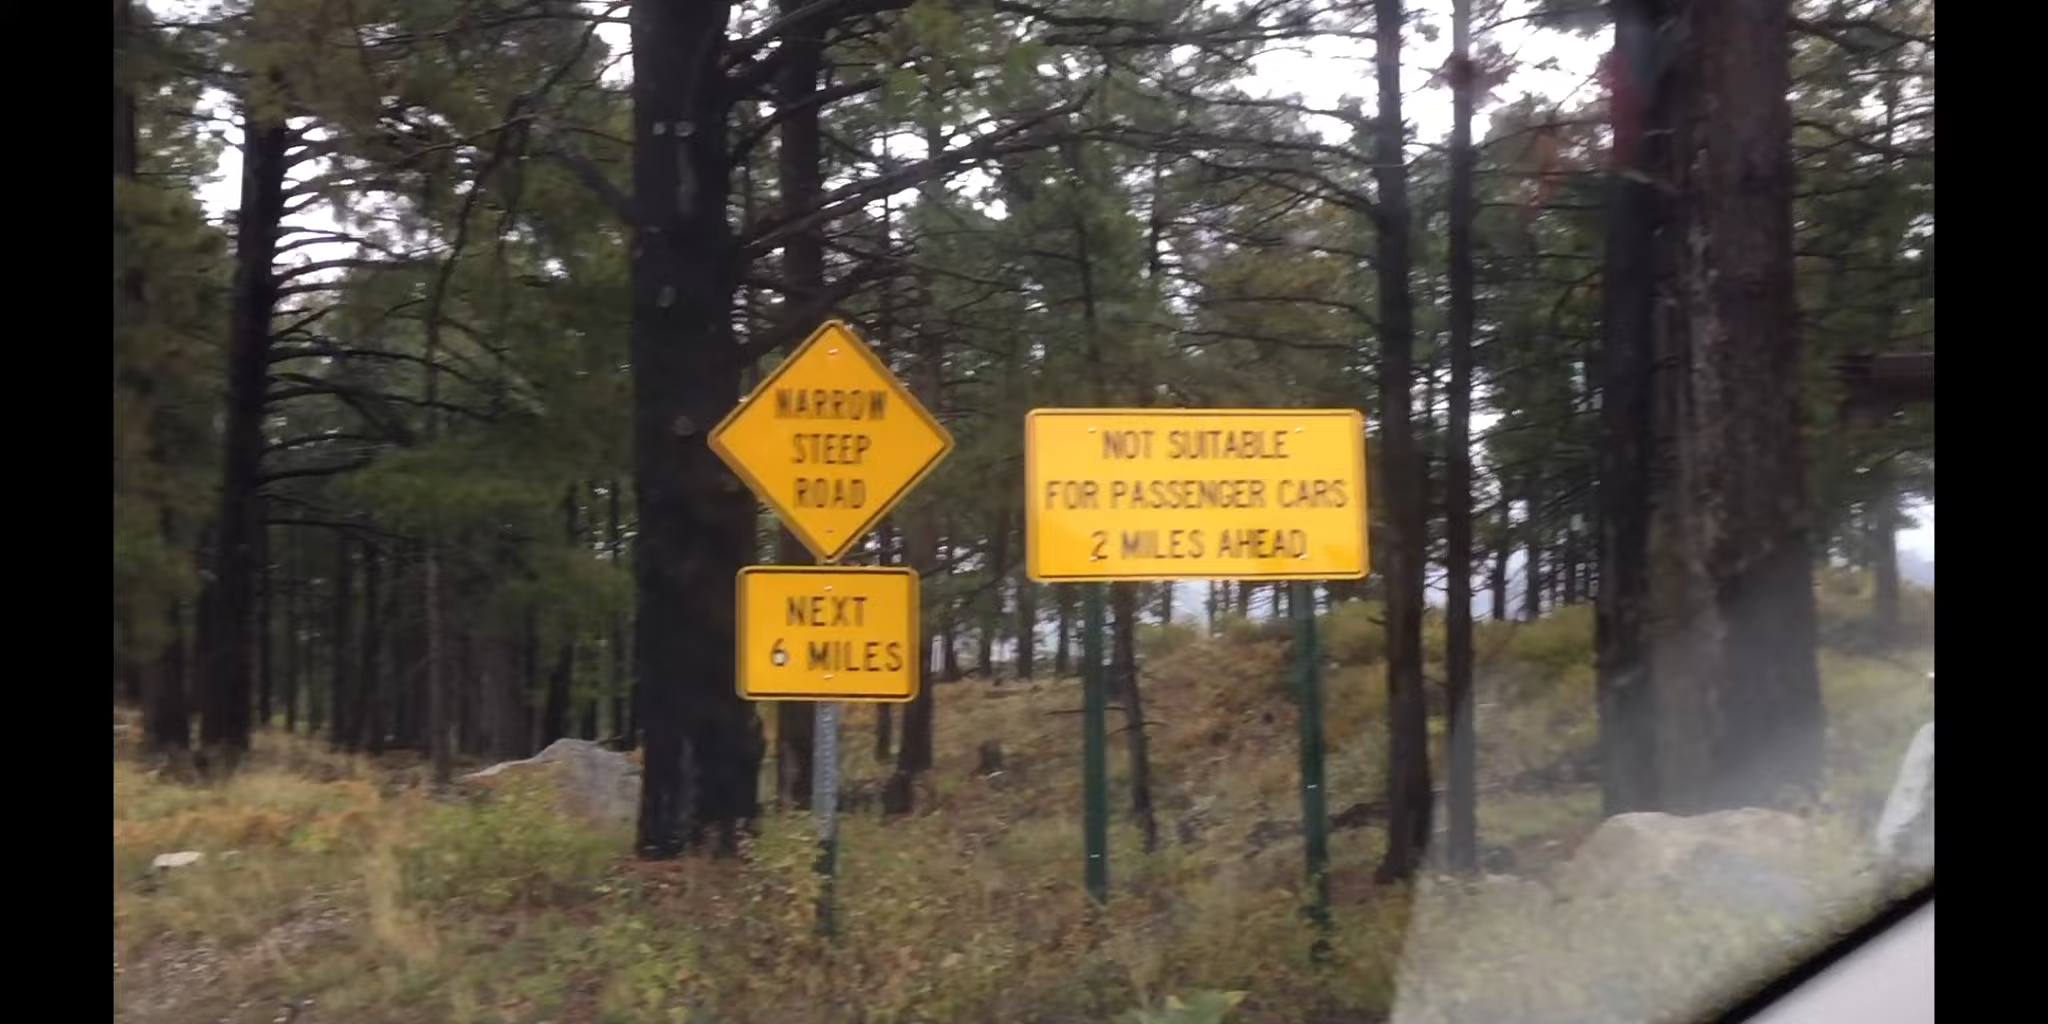 NARROW
STEEP
ROAD
NEXT
6 MILES
NOT SUITABLE
FOR PASSENGER CARS
2 MILES AHEAD